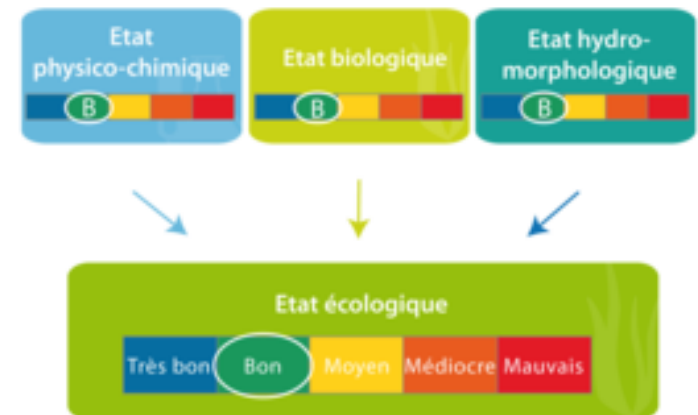 Etat
physico-chimique
B
Etat biologique
B
Etat hydro-
morphologique
B
Etat écologique
Très bon Bon Moyen Médiocre Mauvais